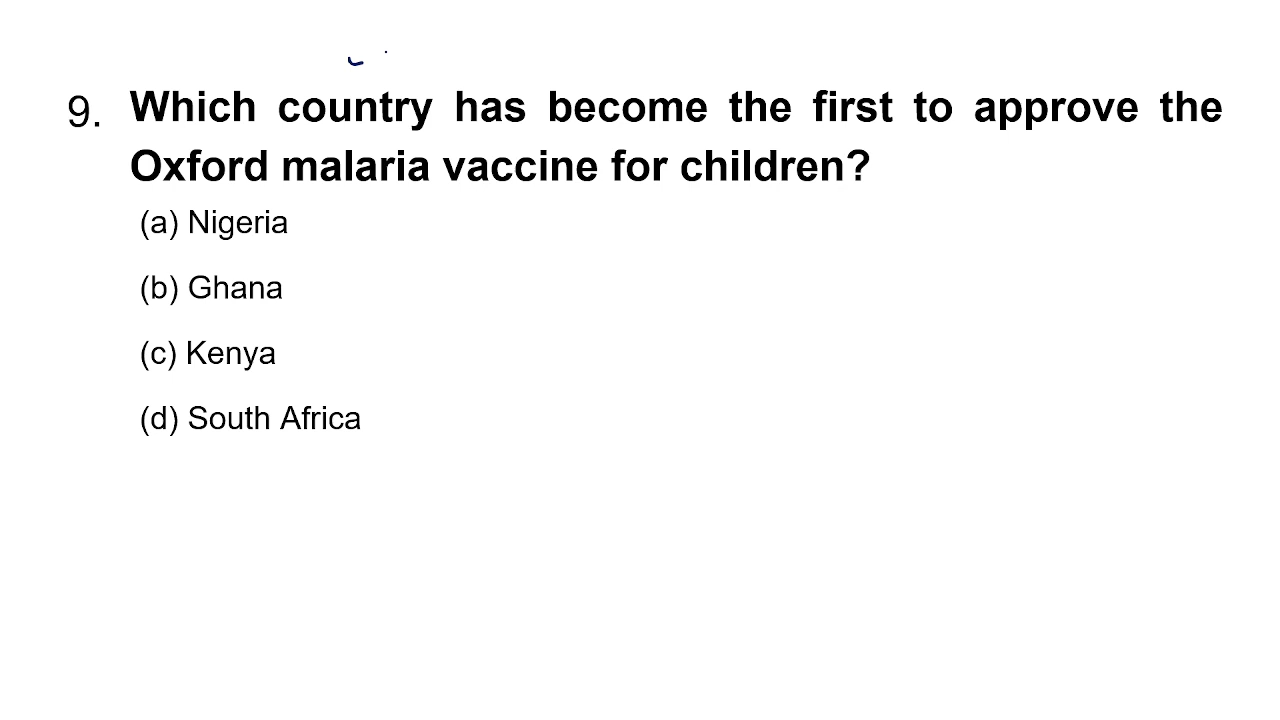 9. Which country has become the first to approve the
Oxford malaria vaccine for children?
(a) Nigeria
(b) Ghana
(c) Kenya
(d) South Africa